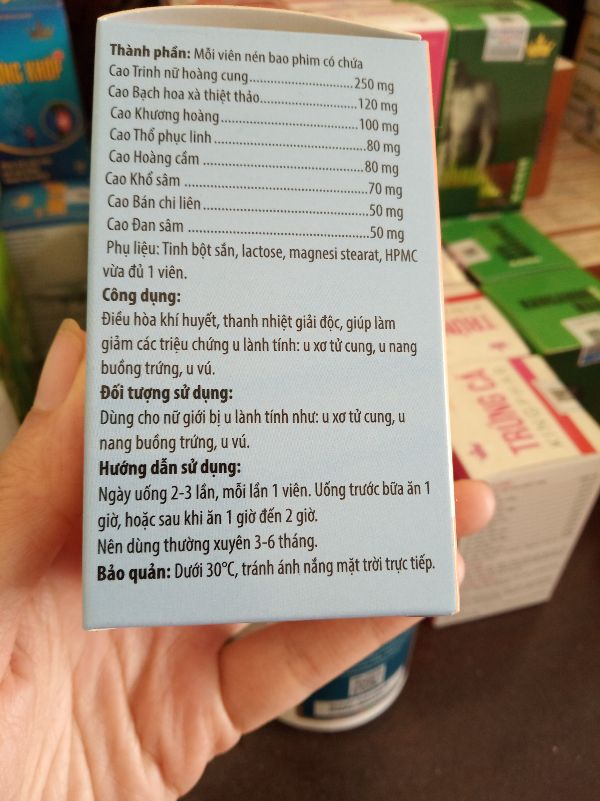 Thành phần: Mỗi viên nén bao phim có chứa
Cao Trinh nữ hoàng cung..............................250 mg
Cao Bạch hoa xà thiệt thảo..........................120 mg
Cao Khương hoàng.......................................100 mg
Cao Thổ phục linh...........................................80 mg
Cao Hoàng cầm ..............................................80 mg
Cao Khổ sâm ...................................................70 mg
Cao Bán chi liên...............................................50 mg
Cao Đan sâm ...................................................50 mg
Phụ liệu: Tinh bột sắn, lactose, magnesi stearat, HPMC
vừa đủ 1 viên.
Công dụng:
Điều hòa khí huyết, thanh nhiệt giải độc, giúp làm
giảm các triệu chứng u lành tính: u xơ tử cung, u nang
buồng trứng, u vú.
Đối tượng sử dụng:
Dùng cho nữ giới bị u lành tính như: u xơ tử cung, u
nang buồng trứng, u vú.
Hướng dẫn sử dụng:
Ngày uống 2-3 lần, mỗi lần 1 viên. Uống trước bữa ăn 1
giờ, hoặc sau khi ăn 1 giờ đến 2 giờ.
Nên dùng thường xuyên 3-6 tháng.
Bảo quản: Dưới 30°C, tránh ánh nắng mặt trời trực tiếp.
TRỨNG CÁ